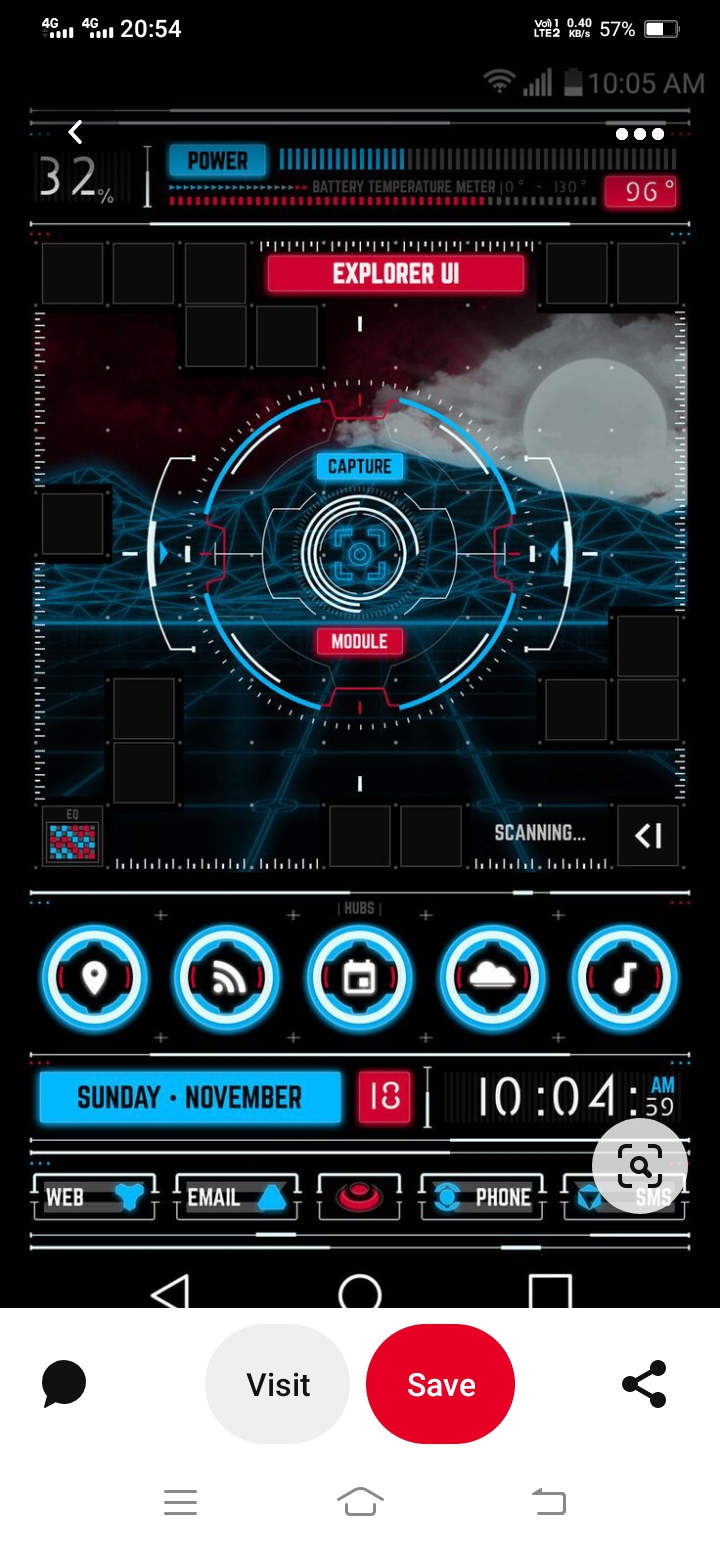 4G 4G 20:54 Vo)) 1 LTE2 0.40 KB/s 57%
10:05 AM
32% POWER
BATTERY TEMPERATURE METER |0° - 130° 96°
EXPLORER UI
CAPTURE
MODULE
EQ
SCANNING...
| HUBS |
SUNDAY • NOVEMBER 18 10:04:59 AM
WEB EMAIL PHONE SMS
Visit Save